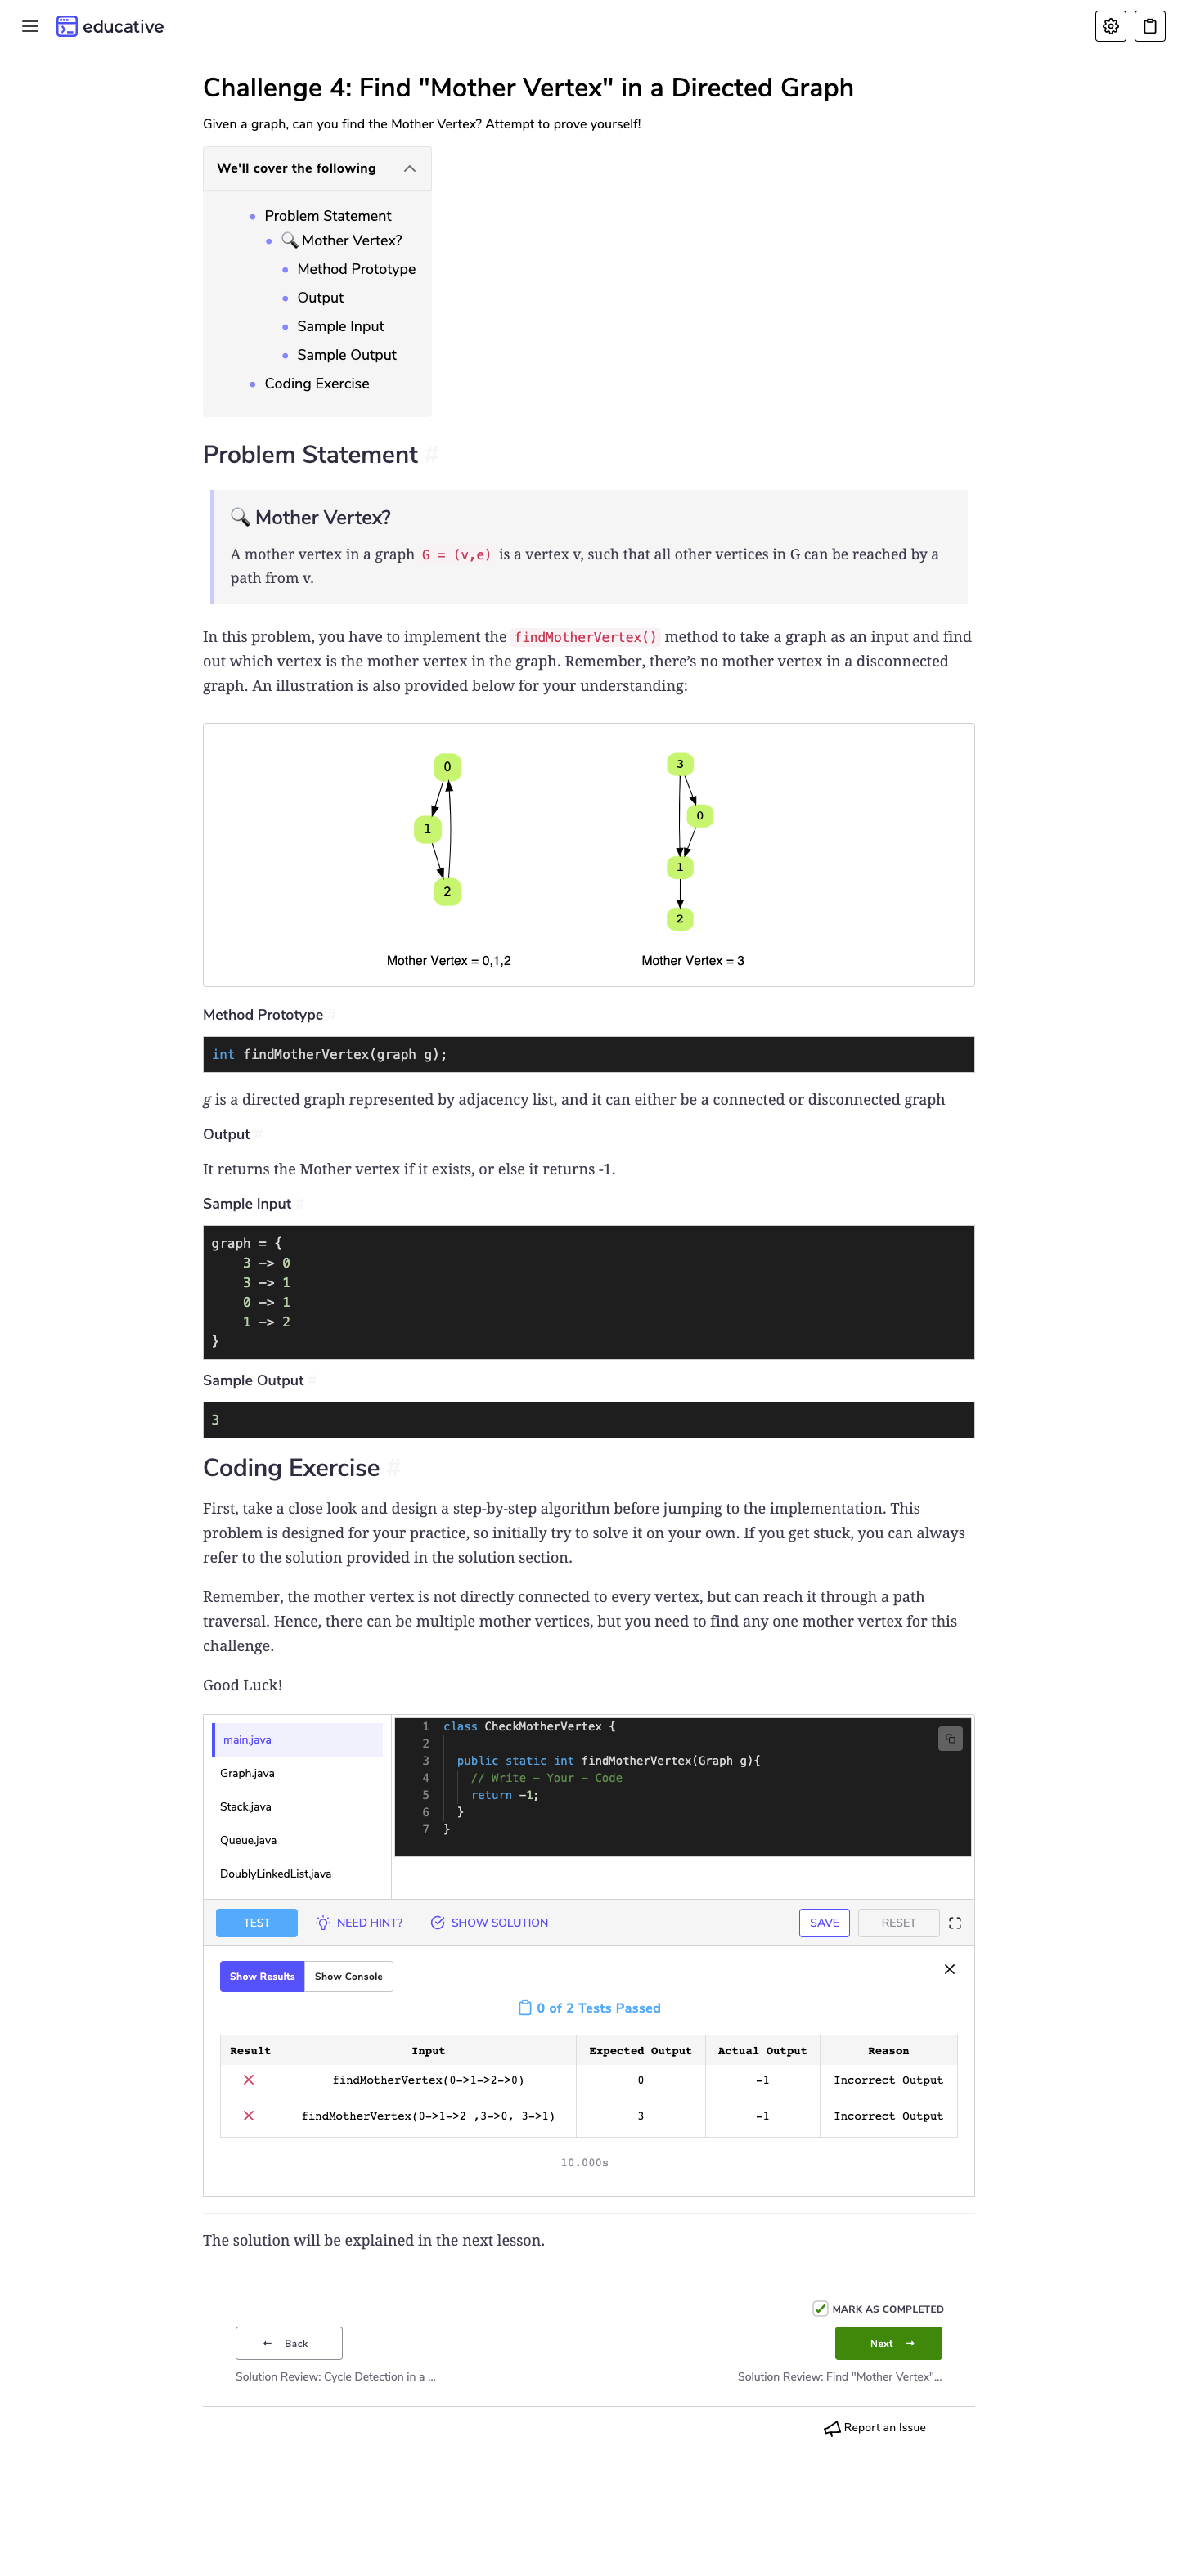 educative
Challenge 4: Find "Mother Vertex" in a Directed Graph
Given a graph, can you find the Mother Vertex? Attempt to prove yourself!
We'll cover the following
Problem Statement
🔍 Mother Vertex?
Method Prototype
Output
Sample Input
Sample Output
Coding Exercise
Problem Statement #
🔍 Mother Vertex?
A mother vertex in a graph G = (v,e) is a vertex v, such that all other vertices in G can be reached by a
path from v.
In this problem, you have to implement the findMotherVertex() method to take a graph as an input and find
out which vertex is the mother vertex in the graph. Remember, there’s no mother vertex in a disconnected
graph. An illustration is also provided below for your understanding:
0
1
2
Mother Vertex = 0,1,2
3
0
1
2
Mother Vertex = 3
Method Prototype #
int findMotherVertex(graph g);
g is a directed graph represented by adjacency list, and it can either be a connected or disconnected graph
Output #
It returns the Mother vertex if it exists, or else it returns -1.
Sample Input #
graph = {
    3 -> 0
    3 -> 1
    0 -> 1
    1 -> 2
}
Sample Output #
3
Coding Exercise #
First, take a close look and design a step-by-step algorithm before jumping to the implementation. This
problem is designed for your practice, so initially try to solve it on your own. If you get stuck, you can always
refer to the solution provided in the solution section.
Remember, the mother vertex is not directly connected to every vertex, but can reach it through a path
traversal. Hence, there can be multiple mother vertices, but you need to find any one mother vertex for this
challenge.
Good Luck!
main.java
Graph.java
Stack.java
Queue.java
DoublyLinkedList.java
1 class CheckMotherVertex {
2
3   public static int findMotherVertex(Graph g){
4     // Write - Your - Code
5     return -1;
6   }
7 }
TEST NEED HINT? SHOW SOLUTION SAVE RESET
Show Results Show Console
0 of 2 Tests Passed
Result Input Expected Output Actual Output Reason
findMotherVertex(0->1->2->0) 0 -1 Incorrect Output
findMotherVertex(0->1->2 ,3->0, 3->1) 3 -1 Incorrect Output
10.000s
The solution will be explained in the next lesson.
MARK AS COMPLETED
← Back
Next →
Solution Review: Cycle Detection in a ...
Solution Review: Find "Mother Vertex"...
Report an Issue